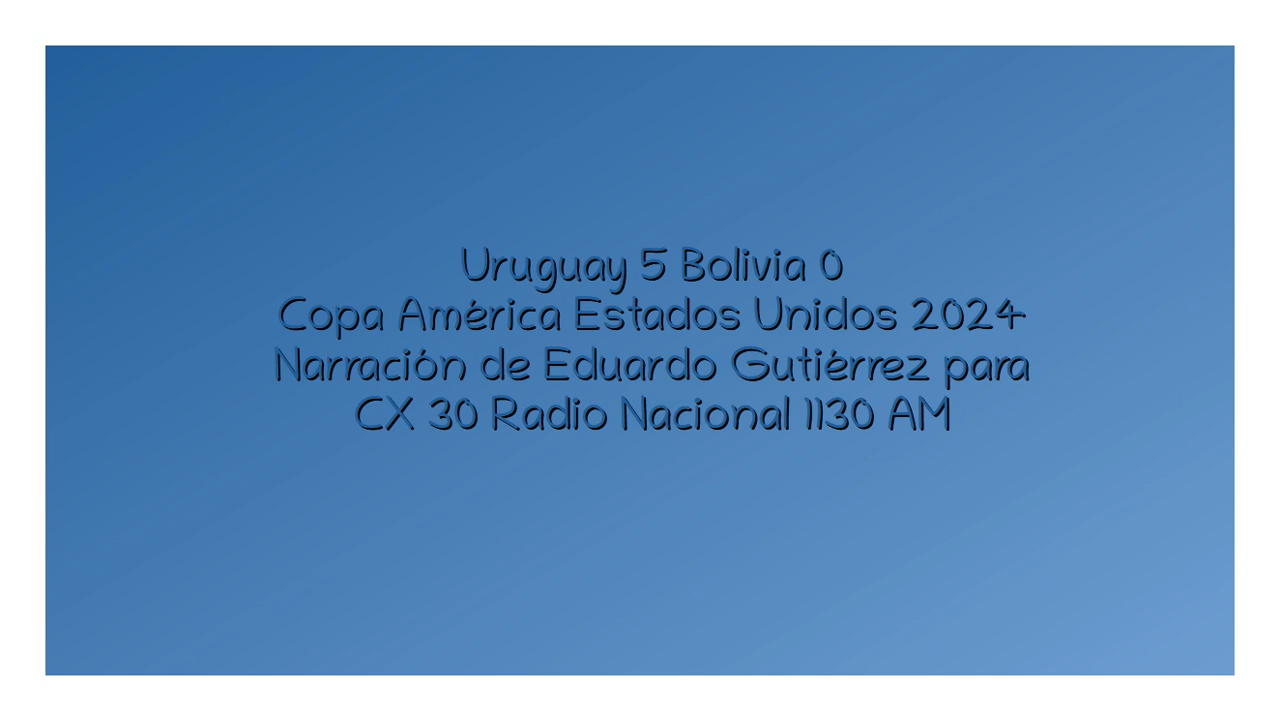 Uruguay 5 Bolivia 0
Copa América Estados Unidos 2024
Narración de Eduardo Gutiérrez para
CX 30 Radio Nacional 1130 AM